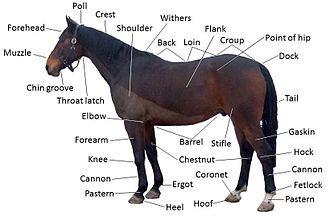 Poll
Crest
Withers
Forehead
Shoulder
Flank
Back
Loin
Croup
Point of hip
Muzzle
Dock
Chin groove
Throat latch
Tail
Elbow
Forearm
Barrel
Stifle
Gaskin
Knee
Chestnut
Hock
Cannon
Coronet
Cannon
Pastern
Ergot
Fetlock
Heel
Hoof
Pastern